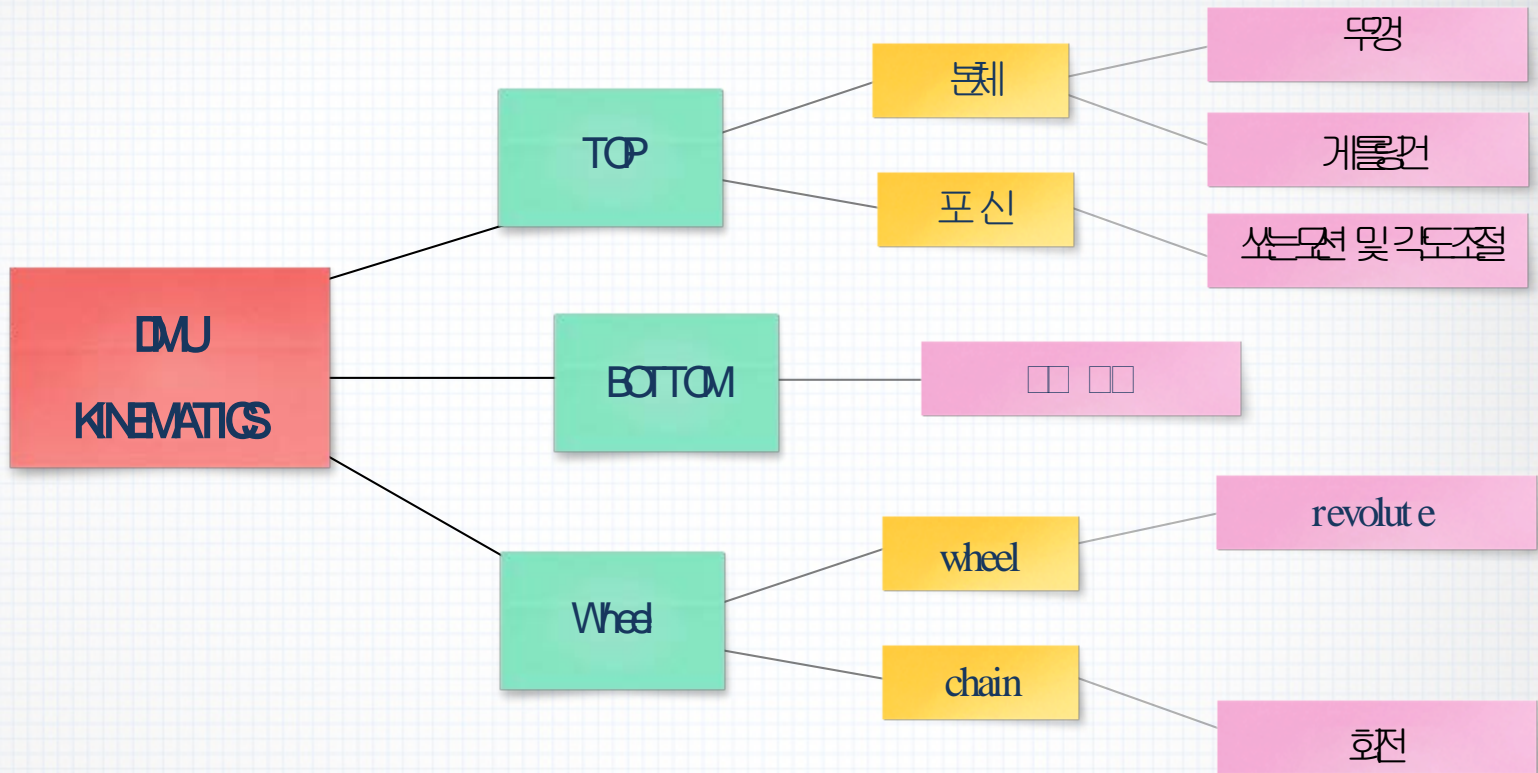 DMU
KINEMATICS
TOP
본체
뚜껑
게틀링건
포신
쏘는모션 및 각도조절
BOTTOM
Wheel
wheel
revolute
chain
회전